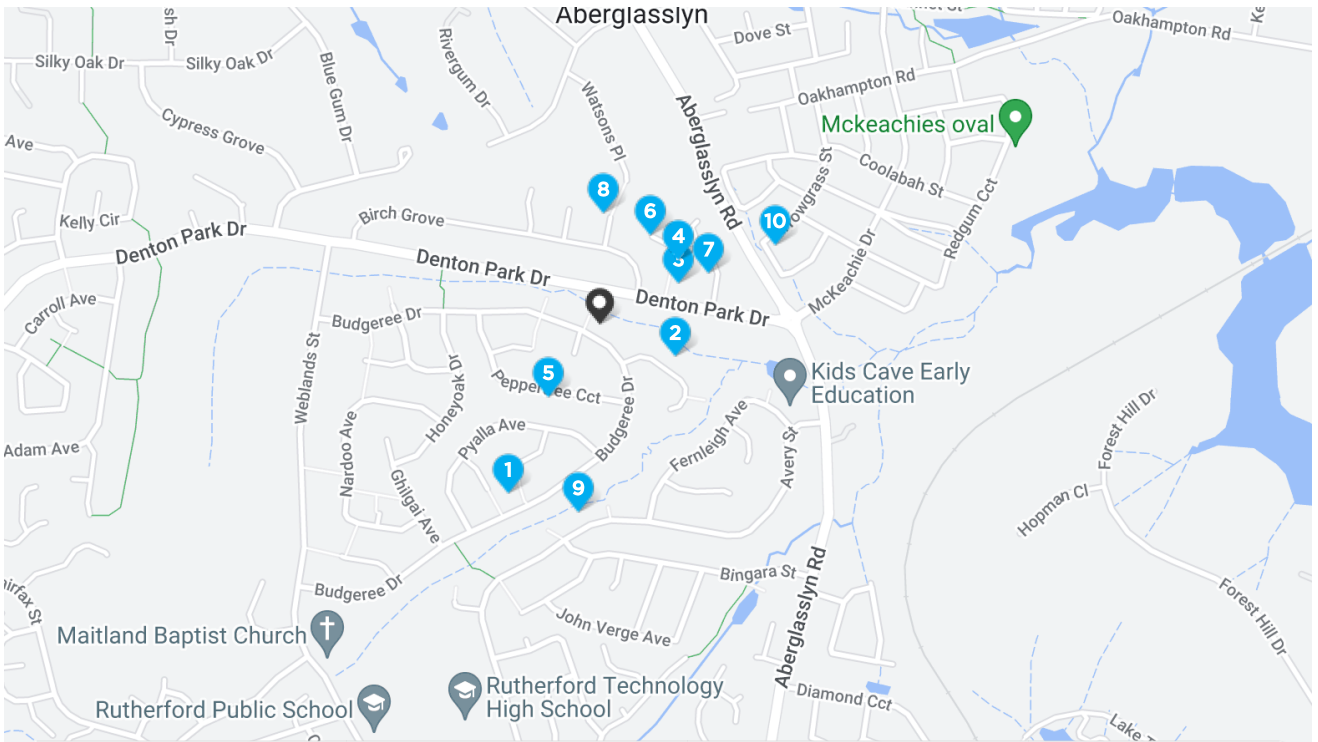 Aberglasslyn
Dove St
Oakhampton Rd
Silky Oak Dr
Silky Oak Dr
Rivergum Dr
Blue Gum Dr
Watsons Pl
Aberglasslyn Rd
Oakhampton Rd
Mckeachies oval
Cypress Grove
Ave
Coolabah St
8
6
10
4
7
Kelly Cir
Birch Grove
Redgum Cct
Denton Park Dr
Denton Park Dr
McKeachie Dr
Denton Park Dr
Carroll Ave
Budgeree Dr
2
Weblands St
Honeyoak Dr
5
Cct
Kids Cave Early
Education
Budgeree Dr
Forest Hill Dr
Nardoo Ave
Pyalla Ave
Fernleigh Ave
Avery St
Adam Ave
1
9
Ghilgai Ave
Hopman Cl
Bingara St
Budgeree Dr
Aberglasslyn Rd
Forest Hill Dr
John Verge Ave
Maitland Baptist Church
Rutherford Technology
High School
Rutherford Public School
Diamond Cct
Lake